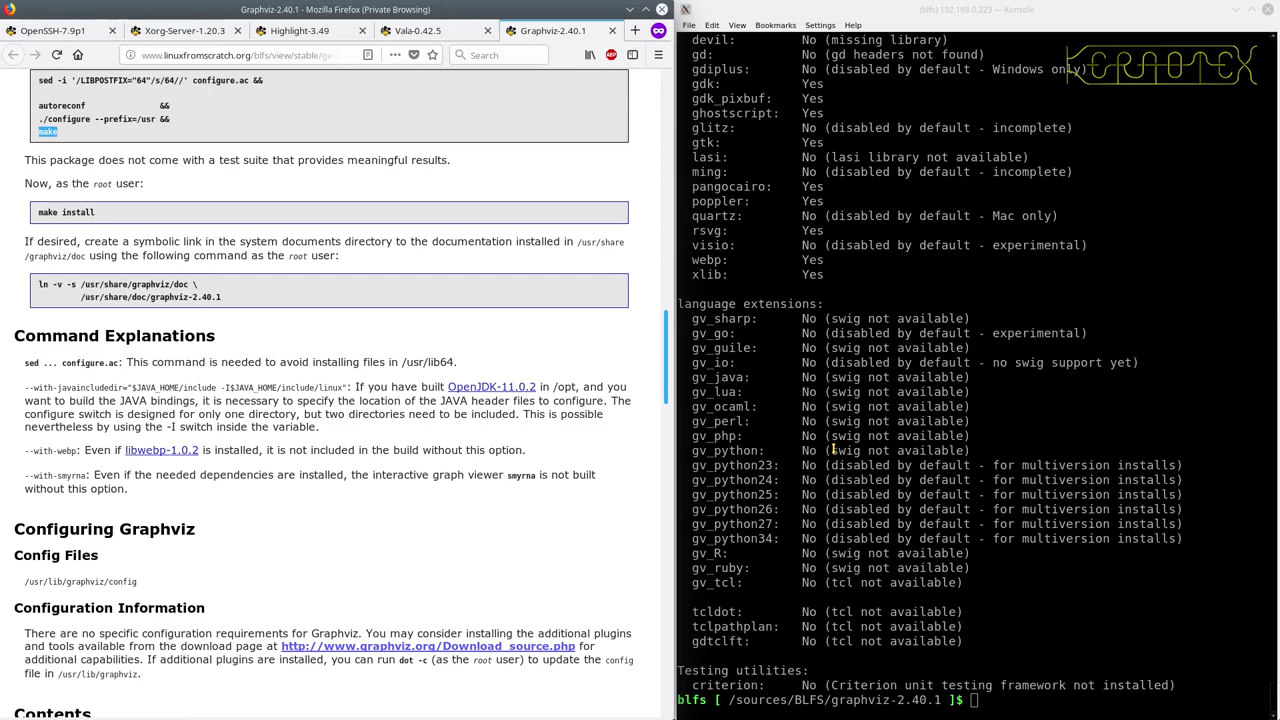 Graphviz-2.40.1 - Mozilla Firefox (Private Browsing)
OpenSSH-7.9p1
Xorg-Server-1.20.3
Highlight-3.49
Vala-0.42.5
Graphviz-2.40.1
www.linuxfromscratch.org/blfs/view/stable/general
Search
sed -i '/LIBPOSTFIX="64"/s/64//' configure.ac &&
autoreconf &&
./configure --prefix=/usr &&
make
This package does not come with a test suite that provides meaningful results.
Now, as the root user:
make install
If desired, create a symbolic link in the system documents directory to the documentation installed in /usr/share
/graphviz/doc using the following command as the root user:
ln -v -s /usr/share/graphviz/doc \
/usr/share/doc/graphviz-2.40.1
Command Explanations
sed ... configure.ac: This command is needed to avoid installing files in /usr/lib64.
--with-javaincludedir="$JAVA_HOME/include -I$JAVA_HOME/include/linux": If you have built OpenJDK-11.0.2 in /opt, and you
want to build the JAVA bindings, it is necessary to specify the location of the JAVA header files to configure. The
configure switch is designed for only one directory, but two directories need to be included. This is possible
nevertheless by using the -I switch inside the variable.
--with-webp: Even if libwebp-1.0.2 is installed, it is not included in the build without this option.
--with-smyrna: Even if the needed dependencies are installed, the interactive graph viewer smyrna is not built
without this option.
Configuring Graphviz
Config Files
/usr/lib/graphviz/config
Configuration Information
There are no specific configuration requirements for Graphviz. You may consider installing the additional plugins
and tools available from the download page at http://www.graphviz.org/Download_source.php for
additional capabilities. If additional plugins are installed, you can run dot -c (as the root user) to update the config
file in /usr/lib/graphviz.
Contents
(blfs) 192.168.0.223 — Konsole
File Edit View Bookmarks Settings Help
KERAOTEX
devil: No (missing library)
gd: No (gd headers not found)
gdiplus: No (disabled by default - Windows only)
gdk: Yes
gdk_pixbuf: Yes
ghostscript: Yes
glitz: No (disabled by default - incomplete)
gtk: Yes
lasi: No (lasi library not available)
ming: No (disabled by default - incomplete)
pangocairo: Yes
poppler: Yes
quartz: No (disabled by default - Mac only)
rsvg: Yes
visio: No (disabled by default - experimental)
webp: Yes
xlib: Yes
language extensions:
gv_sharp: No (swig not available)
gv_go: No (disabled by default - experimental)
gv_guile: No (swig not available)
gv_io: No (disabled by default - no swig support yet)
gv_java: No (swig not available)
gv_lua: No (swig not available)
gv_ocaml: No (swig not available)
gv_perl: No (swig not available)
gv_php: No (swig not available)
gv_python: No (swig not available)
gv_python23: No (disabled by default - for multiversion installs)
gv_python24: No (disabled by default - for multiversion installs)
gv_python25: No (disabled by default - for multiversion installs)
gv_python26: No (disabled by default - for multiversion installs)
gv_python27: No (disabled by default - for multiversion installs)
gv_python34: No (disabled by default - for multiversion installs)
gv_R: No (swig not available)
gv_ruby: No (swig not available)
gv_tcl: No (tcl not available)
tcldot: No (tcl not available)
tclpathplan: No (tcl not available)
gdtclft: No (tcl not available)
Testing utilities:
criterion: No (Criterion unit testing framework not installed)
blfs [ /sources/BLFS/graphviz-2.40.1 ]$